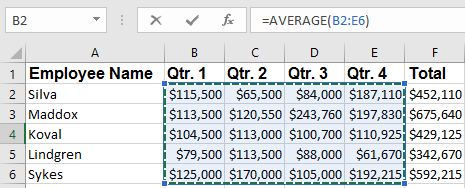 B2 =AVERAGE(B2:E6)
A B C D E F
1 Employee Name Qtr. 1 Qtr. 2 Qtr. 3 Qtr. 4 Total
2 Silva $115,500 $65,500 $84,000 $187,110 $452,110
3 Maddox $113,500 $120,550 $243,760 $197,830 $675,640
4 Koval $104,500 $113,000 $100,700 $110,925 $429,125
5 Lindgren $79,500 $113,500 $88,000 $61,670 $342,670
6 Sykes $125,000 $170,000 $105,000 $192,215 $592,215